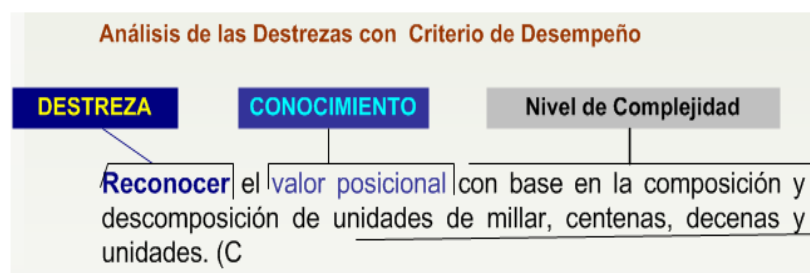 Análisis de las Destrezas con Criterio de Desempeño
DESTREZA CONOCIMIENTO Nivel de Complejidad
Reconocer el valor posicional con base en la composición y
descomposición de unidades de millar, centenas, decenas y
unidades. (C